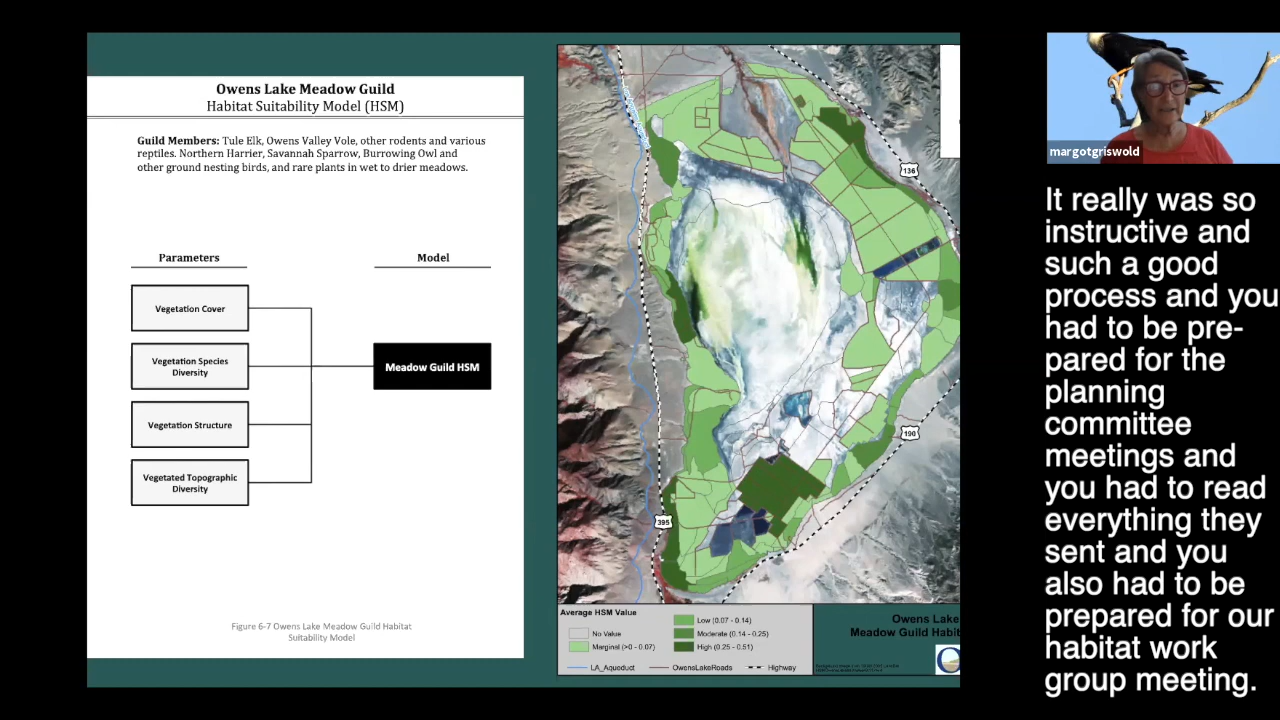 Owens Lake Meadow Guild
Habitat Suitability Model (HSM)
Guild Members: Tule Elk, Owens Valley Vole, other rodents and various
reptiles. Northern Harrier, Savannah Sparrow, Burrowing Owl and
other ground nesting birds, and rare plants in wet to drier meadows.
Parameters
Model
Vegetation Cover
Vegetation Species
Diversity
Meadow Guild HSM
Vegetation Structure
Vegetated Topographic
Diversity
Figure 6-7 Owens Lake Meadow Guild Habitat
Suitability Model
136
190
395
Average HSM Value
No Value
Marginal (>0 - 0.07)
Low (0.07 - 0.14)
Moderate (0.14 - 0.25)
High (0.25 - 0.51)
LA_Aqueduct
OwensLakeRoads
Highway
Owens Lake
Meadow Guild Habit
margotgriswold
It really was so
instructive and
such a good
process and you
had to be pre-
pared for the
planning
committee
meetings and
you had to read
everything they
sent and you
also had to be
prepared for our
habitat work
group meeting.